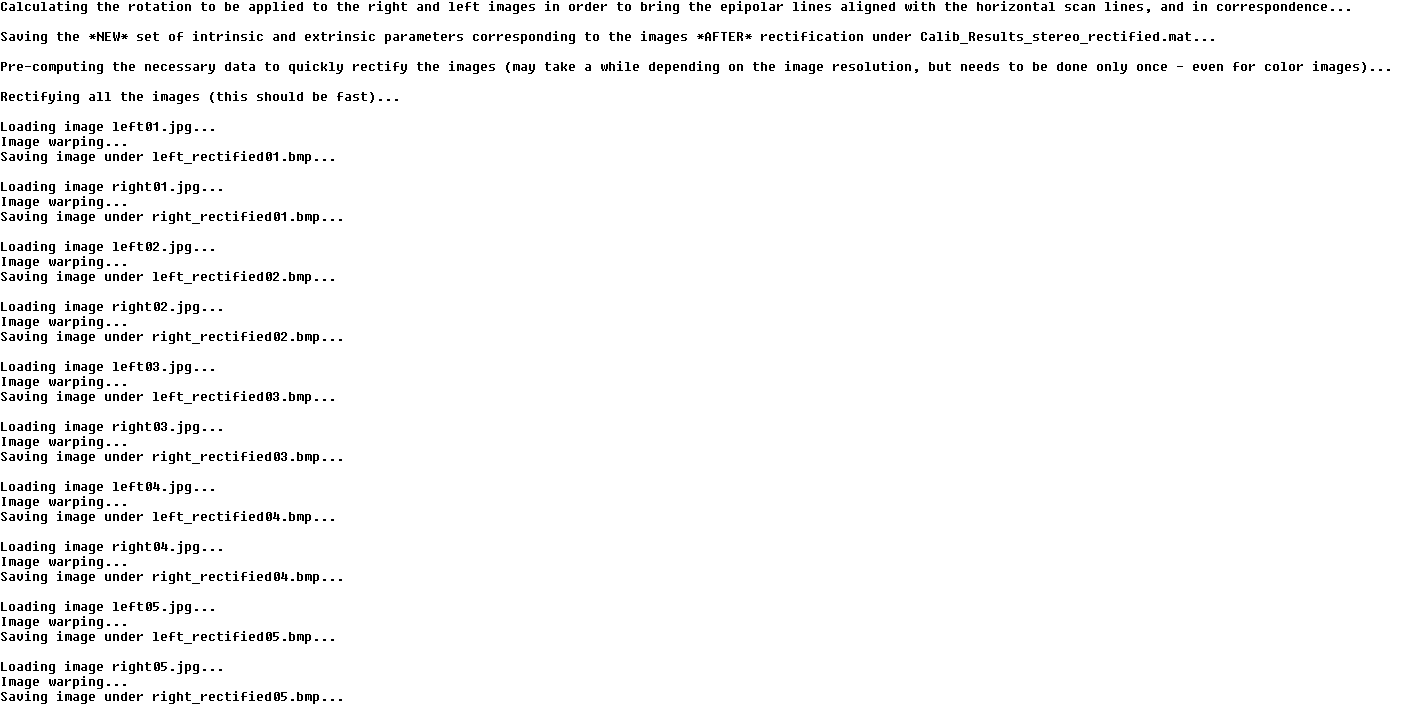 Calculating the rotation to be applied to the right and left images in order to bring the epipolar lines aligned with the horizontal scan lines, and in correspondence...
Saving the *NEW* set of intrinsic and extrinsic parameters corresponding to the images *AFTER* rectification under Calib_Results_stereo_rectified.mat...
Pre-computing the necessary data to quickly rectify the images (may take a while depending on the image resolution, but needs to be done only once - even for color images)...
Rectifying all the images (this should be fast)...
Loading image left01.jpg...
Image warping...
Saving image under left_rectified01.bmp...
Loading image right01.jpg...
Image warping...
Saving image under right_rectified01.bmp...
Loading image left02.jpg...
Image warping...
Saving image under left_rectified02.bmp...
Loading image right02.jpg...
Image warping...
Saving image under right_rectified02.bmp...
Loading image left03.jpg...
Image warping...
Saving image under left_rectified03.bmp...
Loading image right03.jpg...
Image warping...
Saving image under right_rectified03.bmp...
Loading image left04.jpg...
Image warping...
Saving image under left_rectified04.bmp...
Loading image right04.jpg...
Image warping...
Saving image under right_rectified04.bmp...
Loading image left05.jpg...
Image warping...
Saving image under left_rectified05.bmp...
Loading image right05.jpg...
Image warping...
Saving image under right_rectified05.bmp...